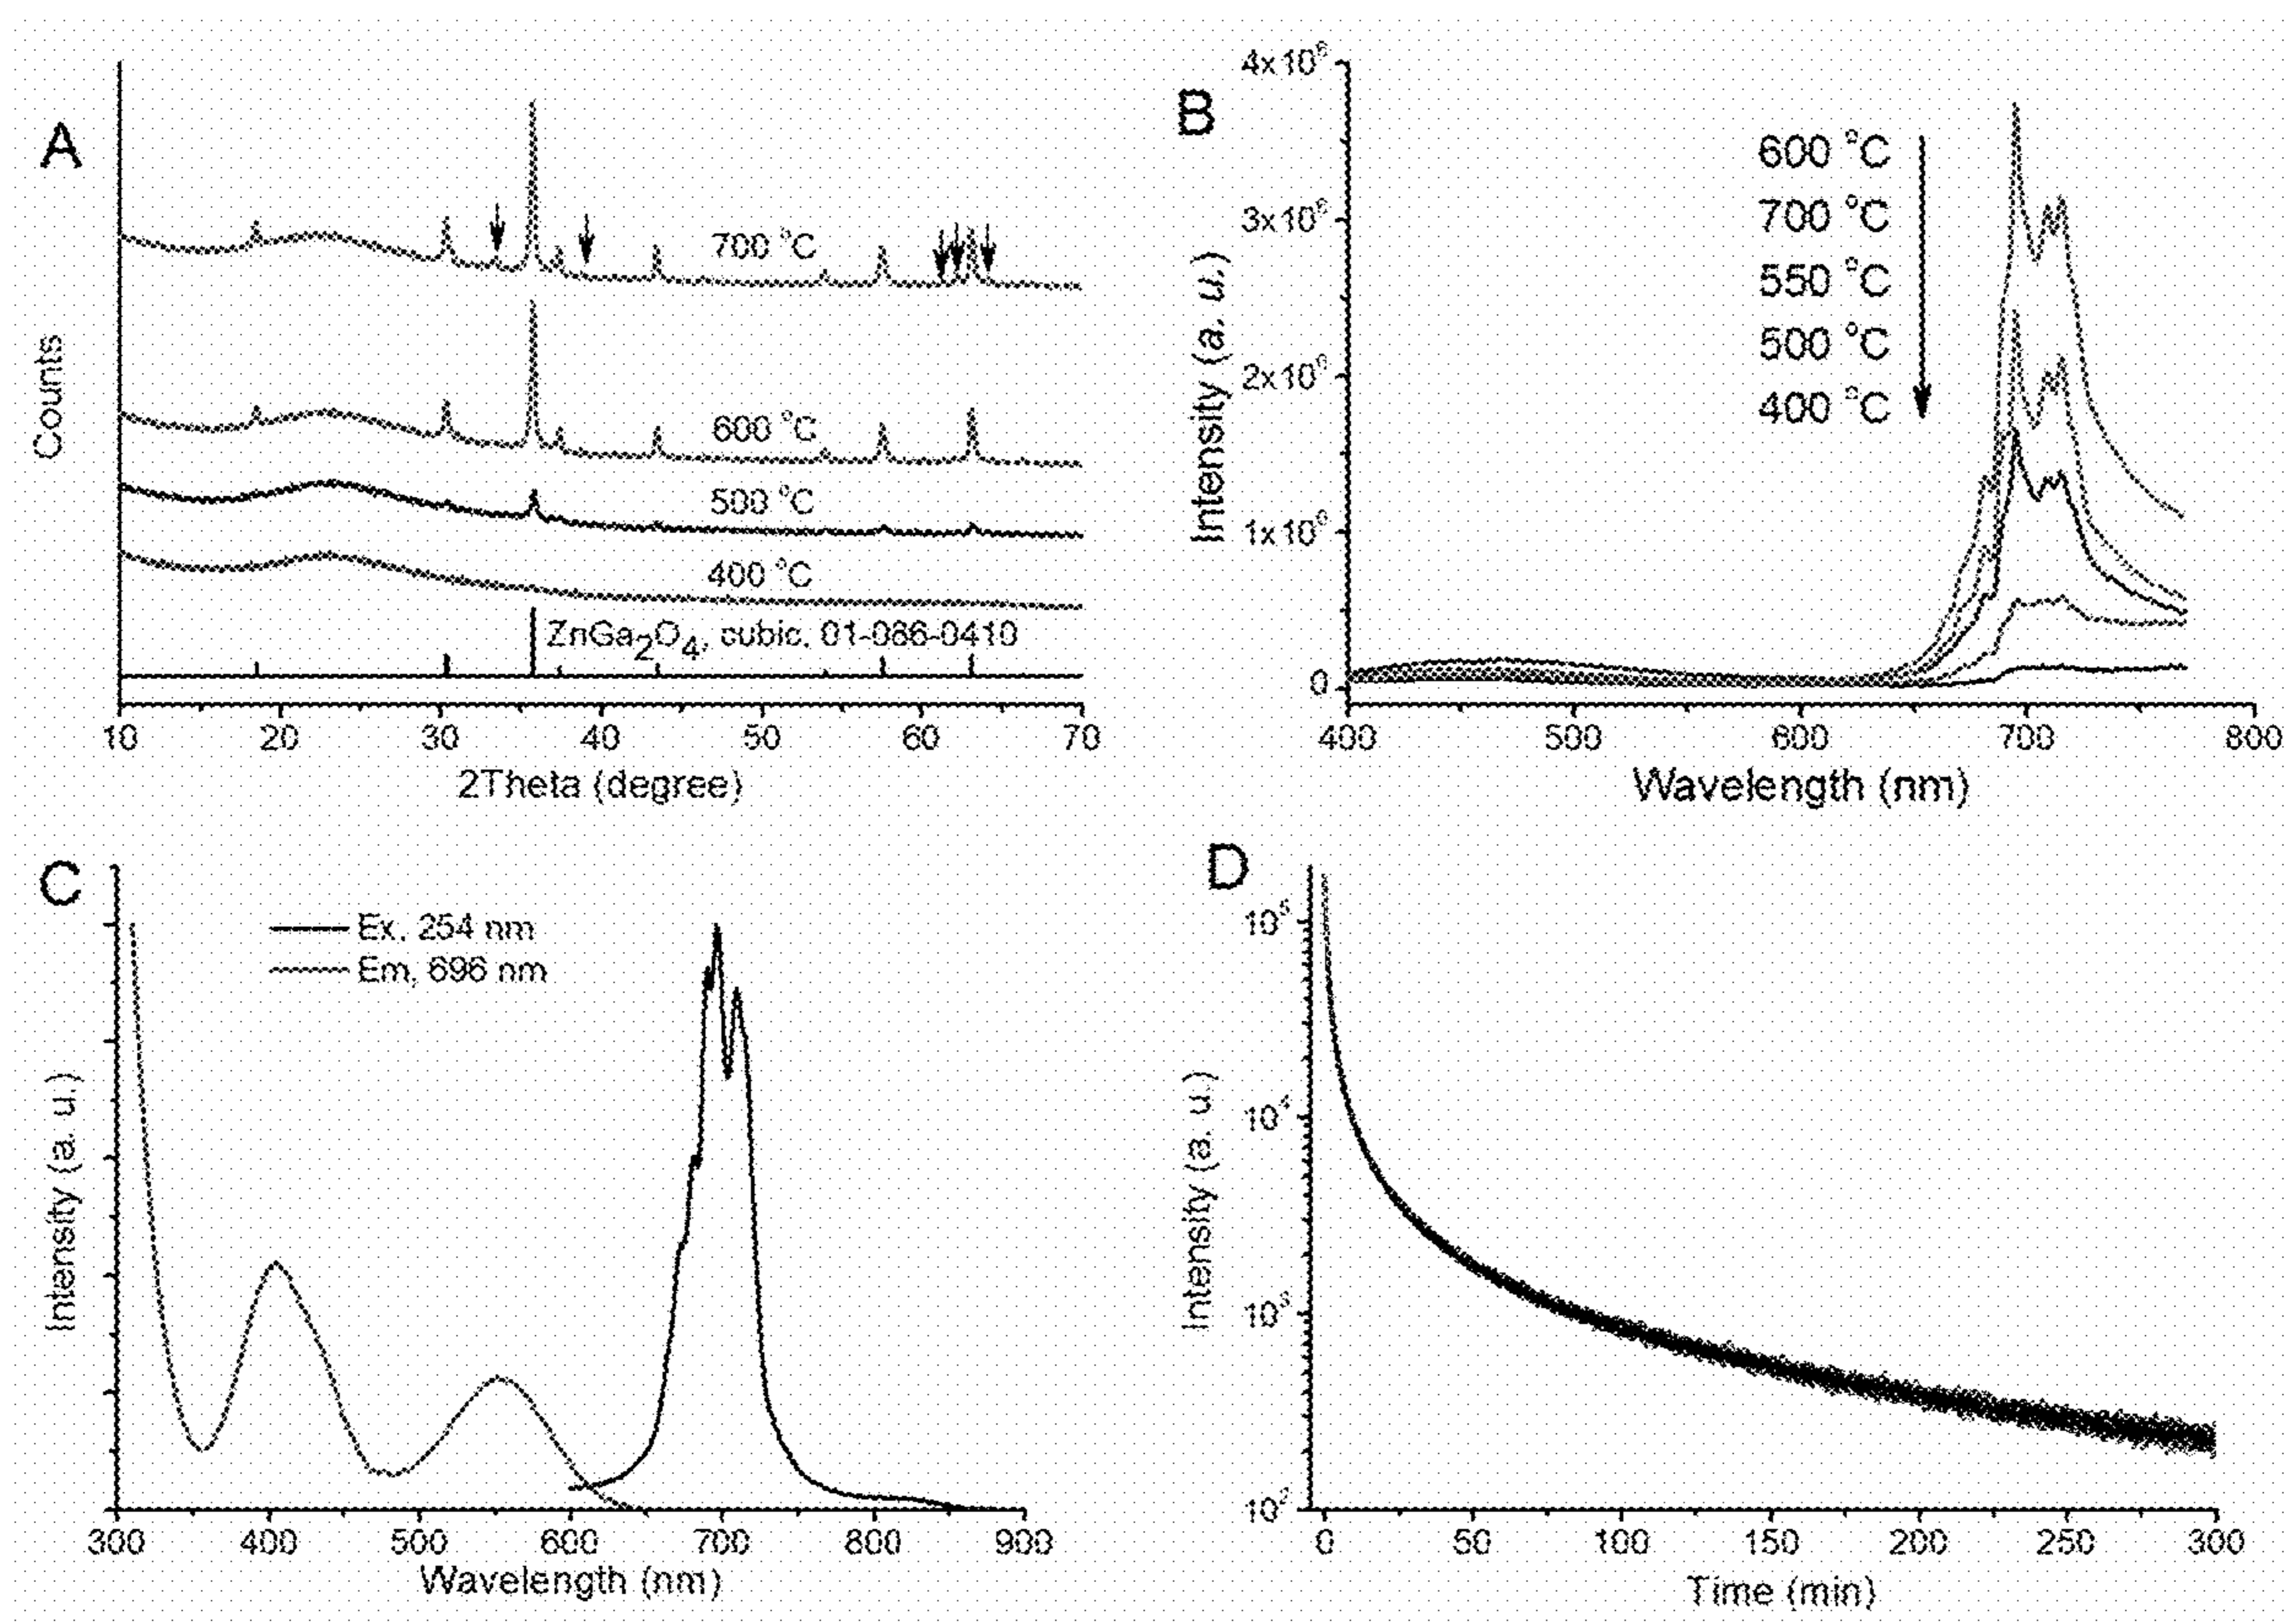 A
Counts
700 °C
600 °C
500 °C
400 °C
ZnGa2O4, cubic, 01-086-0410
10 20 30 40 50 60 70
2Theta (degree)
B
Intensity (a. u.)
4x10⁶
3x10⁶
2x10⁶
1x10⁶
0
600 °C
700 °C
550 °C
500 °C
400 °C
400 500 600 700 800
Wavelength (nm)
C
Intensity (a. u.)
Ex, 254 nm
Em, 696 nm
300 400 500 600 700 800 900
Wavelength (nm)
D
Intensity (a. u.)
10⁵
10⁴
10³
10²
0 50 100 150 200 250 300
Time (min)